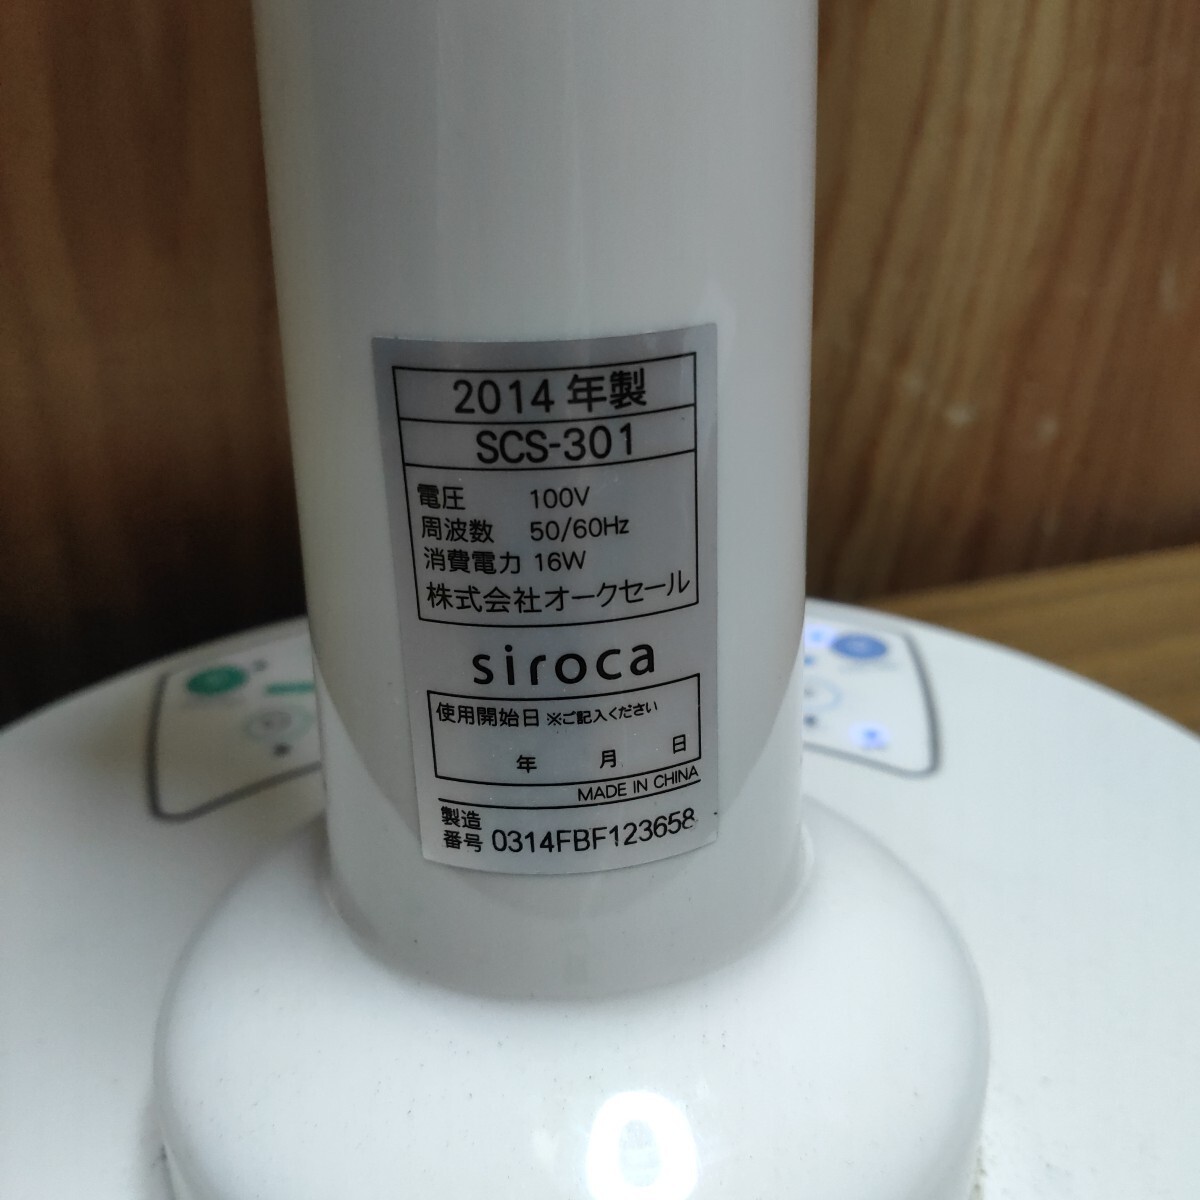 2014 年製
SCS-301
電圧 100V
周波数 50/60Hz
消費電力 16W
株式会社オークセール
siroca
使用開始日 ※ご記入ください
年 月 日
MADE IN CHINA
製造
番号 0314FBF123658